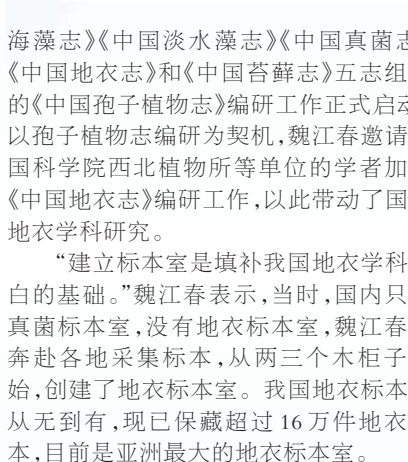 海藻志》《中国淡水藻志》《中国真菌志
《中国地衣志》和《中国苔藓志》五志组
的《中国孢子植物志》编研工作正式启动
以孢子植物志编研为契机,魏江春邀请
国科学院西北植物所等单位的学者加
《中国地衣志》编研工作,以此带动了国
地衣学科研究。
“建立标本室是填补我国地衣学科
白的基础。”魏江春表示,当时,国内只
真菌标本室,没有地衣标本室,魏江春
奔赴各地采集标本,从两三个木柜子
始,创建了地衣标本室。我国地衣标本
从无到有,现已保藏超过 16 万件地衣
本,目前是亚洲最大的地衣标本室。